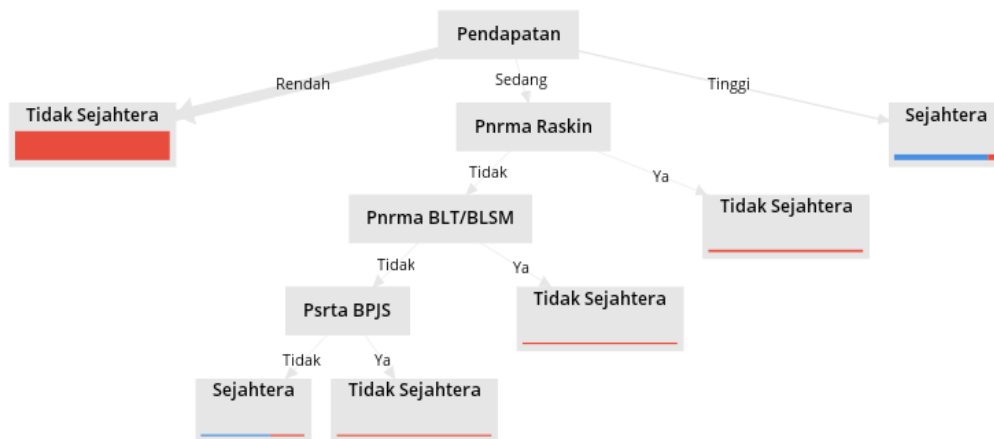 Pendapatan
Rendah
Sedang
Tinggi
Tidak Sejahtera
Pnrma Raskin
Sejahtera
Tidak
Ya
Pnrma BLT/BLSM
Tidak Sejahtera
Tidak
Ya
Psrta BPJS
Tidak Sejahtera
Tidak
Ya
Sejahtera
Tidak Sejahtera